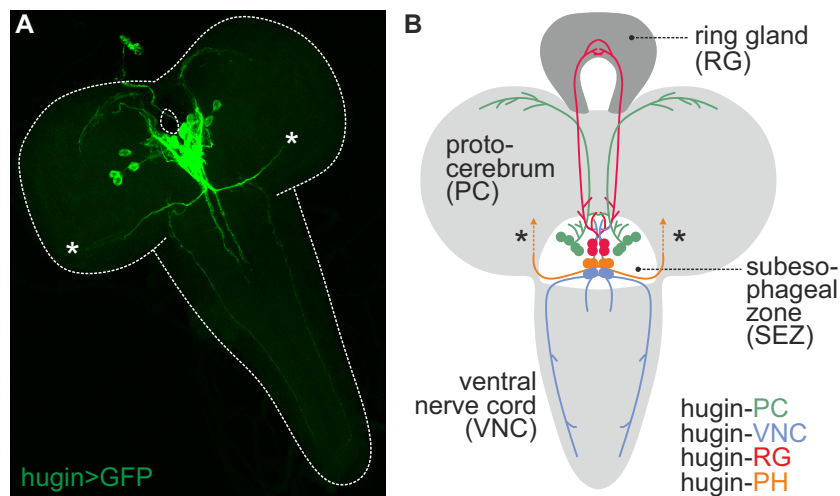 A
*
*
hugin>GFP
B
ring gland
(RG)
proto-
cerebrum
(PC)
*
*
subeso-
phageal
zone
(SEZ)
ventral
nerve cord
(VNC)
hugin-PC
hugin-VNC
hugin-RG
hugin-PH